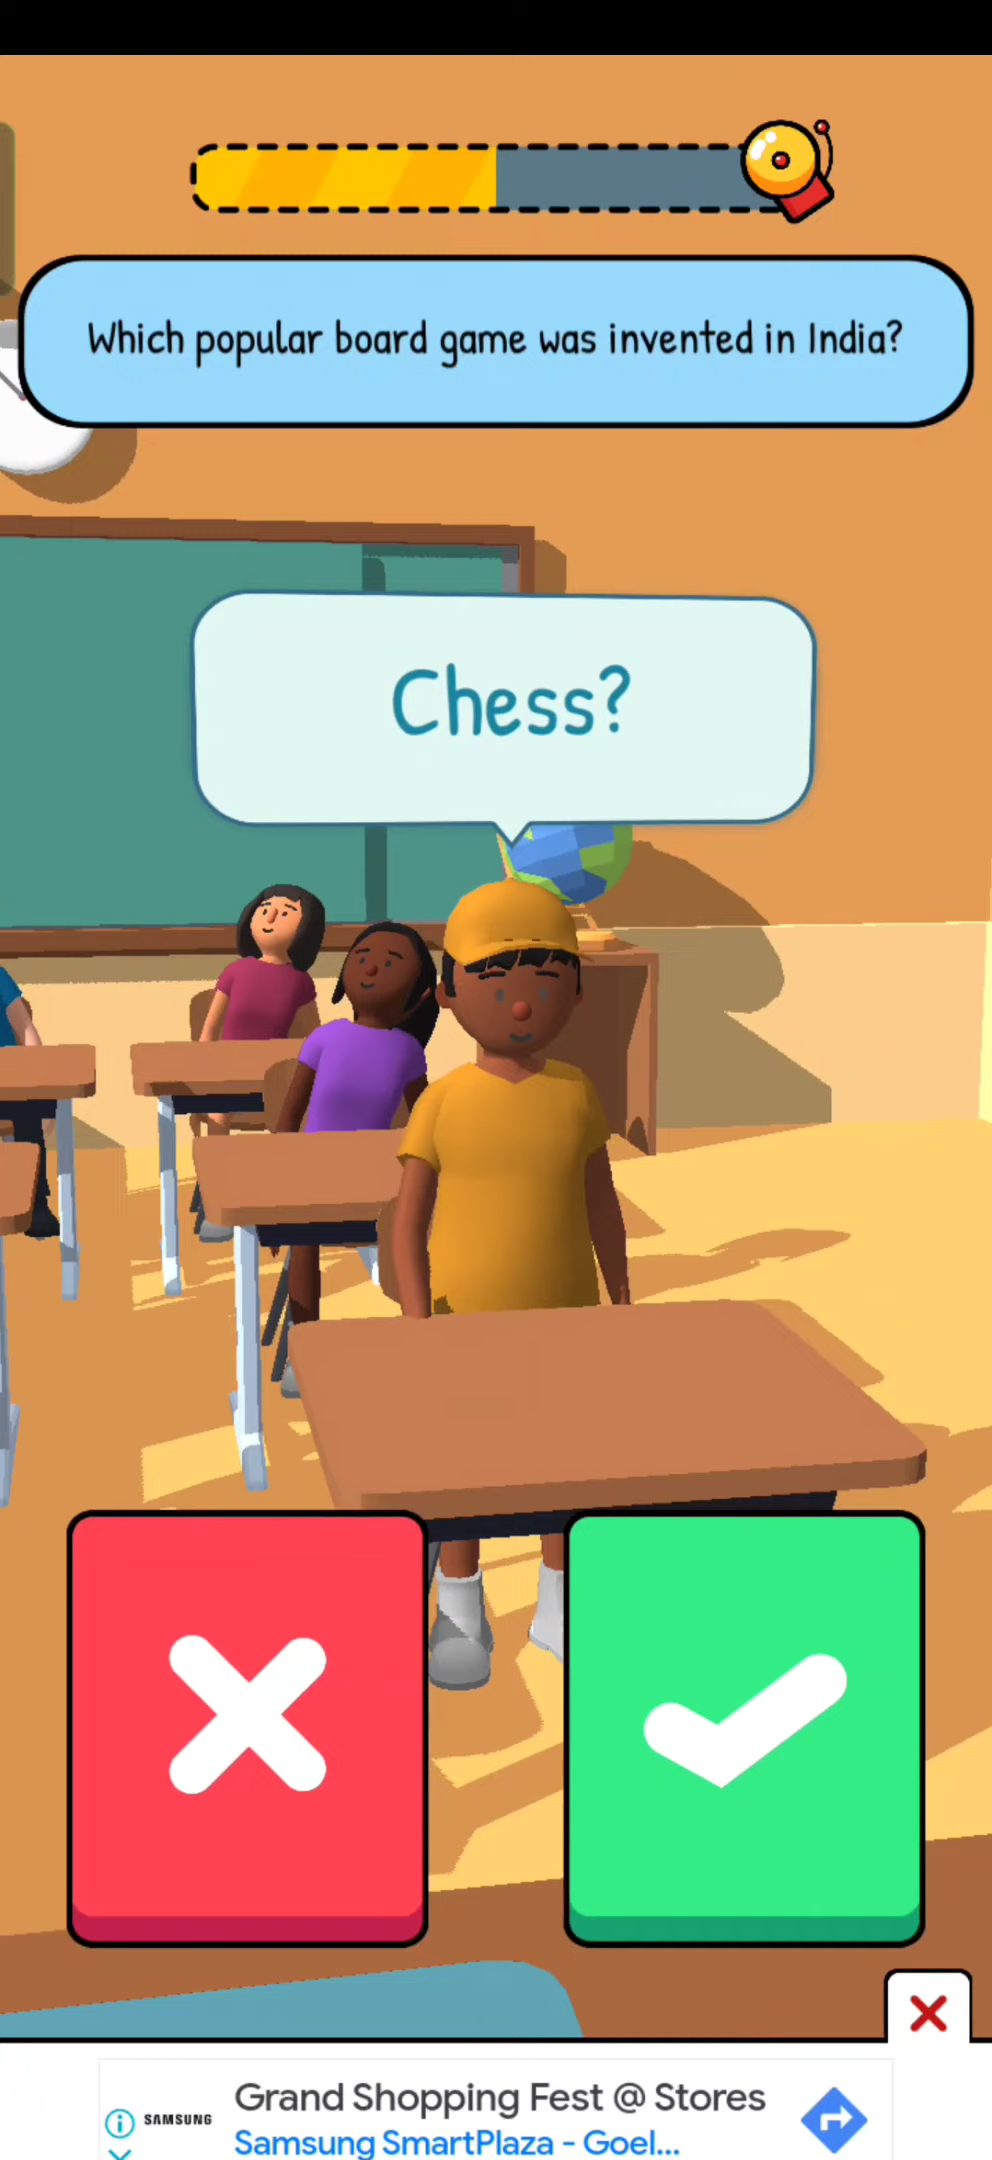 Which popular board game was invented in India?
Chess?
Grand Shopping Fest @ Stores
SAMSUNG
Samsung SmartPlaza - Goel...